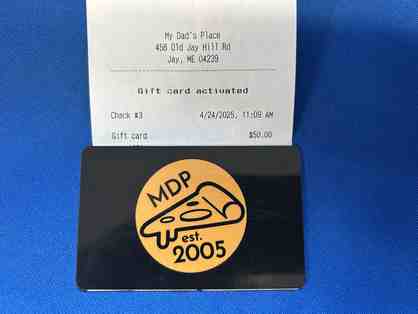 My Dad's Place
458 Old Jay Hill Rd
Jay, ME 04239
Gift card activated
Check #3 4/24/2025, 11:09 AM
Gift card $50.00
MDP
est.
2005